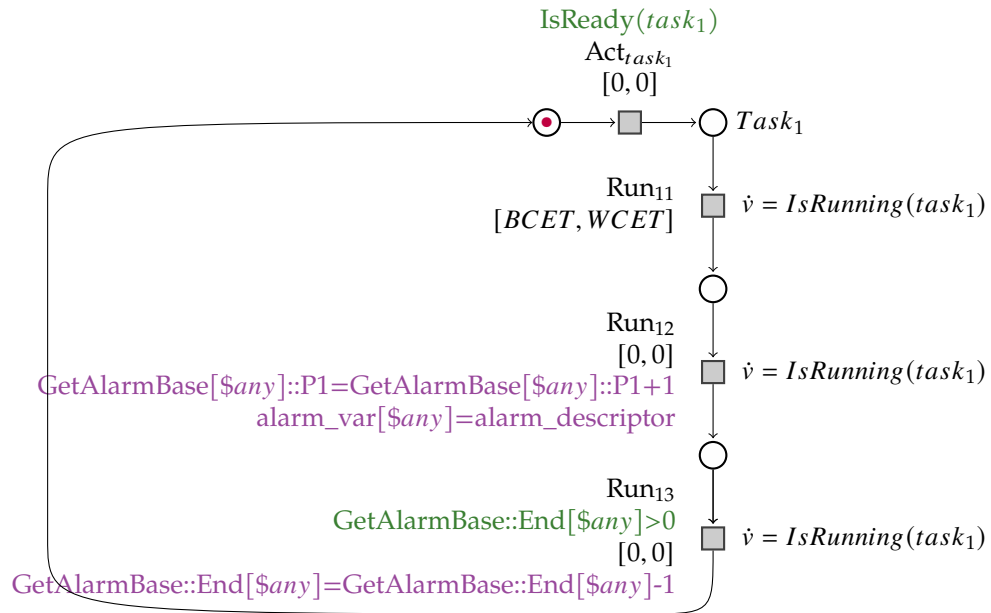 IsReady(task₁)
Act_task₁
[0, 0]
Task₁
Run₁₁
[BCET, WCET]
v̇ = IsRunning(task₁)
Run₁₂
[0, 0]
GetAlarmBase[$any]::P1=GetAlarmBase[$any]::P1+1
alarm_var[$any]=alarm_descriptor
v̇ = IsRunning(task₁)
Run₁₃
GetAlarmBase::End[$any]>0
[0, 0]
GetAlarmBase::End[$any]=GetAlarmBase::End[$any]-1
v̇ = IsRunning(task₁)